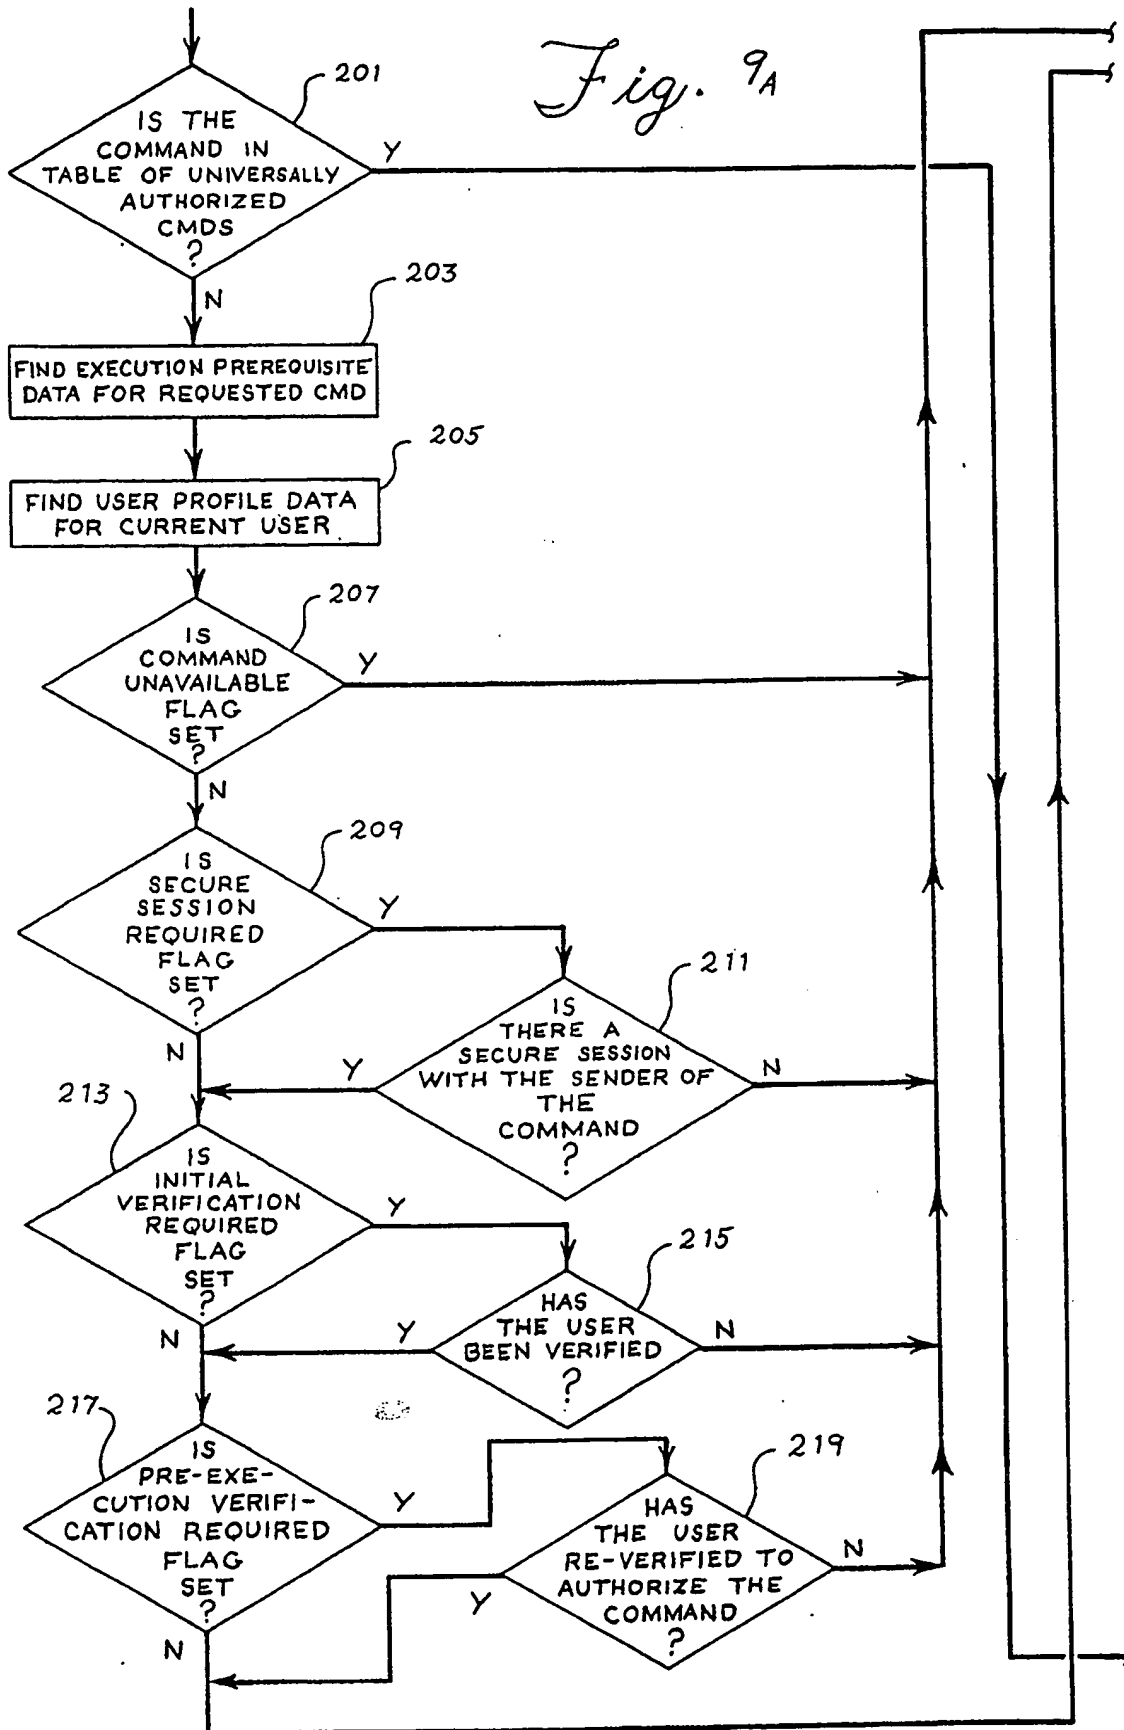 Fig. 9A
201
IS THE
COMMAND IN
TABLE OF UNIVERSALLY
AUTHORIZED
CMDS
?
Y
N
203
FIND EXECUTION PREREQUISITE
DATA FOR REQUESTED CMD
205
FIND USER PROFILE DATA
FOR CURRENT USER
207
IS
COMMAND
UNAVAILABLE
FLAG
SET
?
Y
N
209
IS
SECURE
SESSION
REQUIRED
FLAG
SET
?
Y
N
211
IS
THERE A
SECURE SESSION
WITH THE SENDER OF
THE
COMMAND
?
Y
N
213
IS
INITIAL
VERIFICATION
REQUIRED
FLAG
SET
?
Y
N
215
HAS
THE USER
BEEN VERIFIED
?
Y
N
217
IS
PRE-EXE-
CUTION VERIFI-
CATION REQUIRED
FLAG
SET
?
Y
N
219
HAS
THE USER
RE-VERIFIED TO
AUTHORIZE THE
COMMAND
?
Y
N